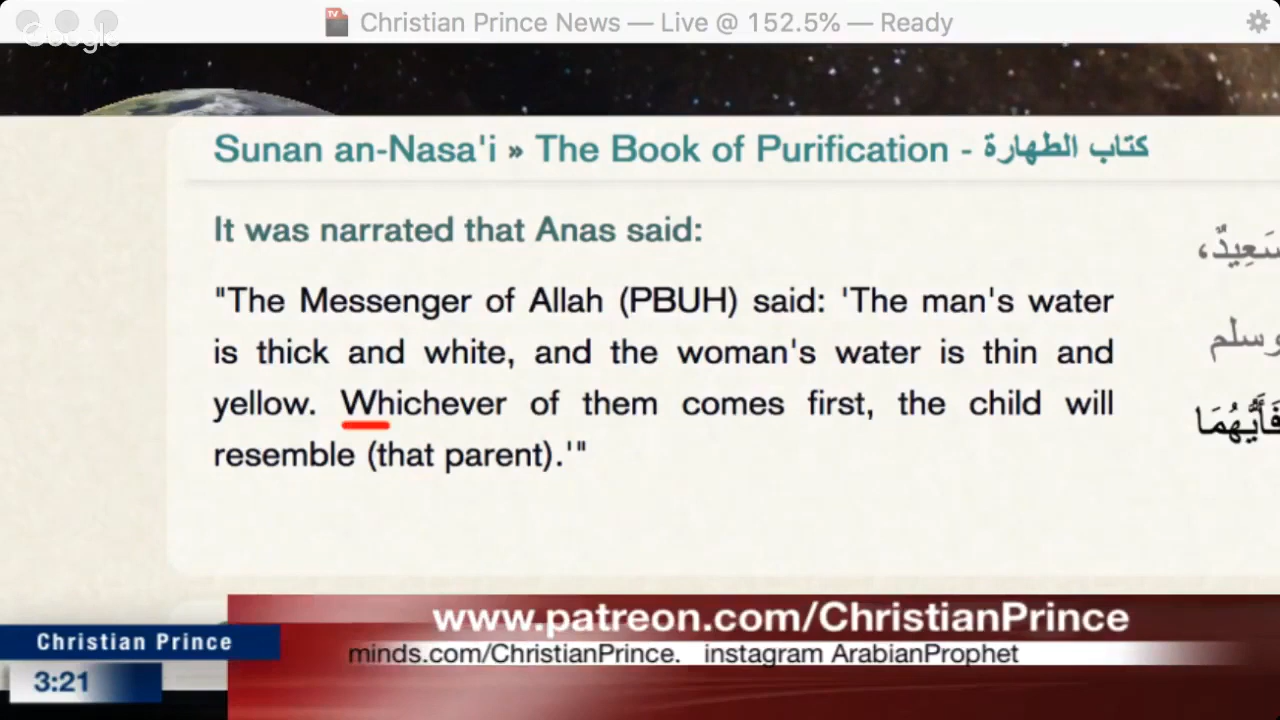 Christian Prince News — Live @ 152.5% — Ready
Google
Sunan an-Nasa'i » The Book of Purification - كتاب الطهارة
It was narrated that Anas said:
"The Messenger of Allah (PBUH) said: 'The man's water
is thick and white, and the woman's water is thin and
yellow. Whichever of them comes first, the child will
resemble (that parent).'"
سَعِيدٌ،
وسلم
فَأَيُّهُمَا
www.patreon.com/ChristianPrince
Christian Prince
minds.com/ChristianPrince. instagram ArabianProphet
3:21